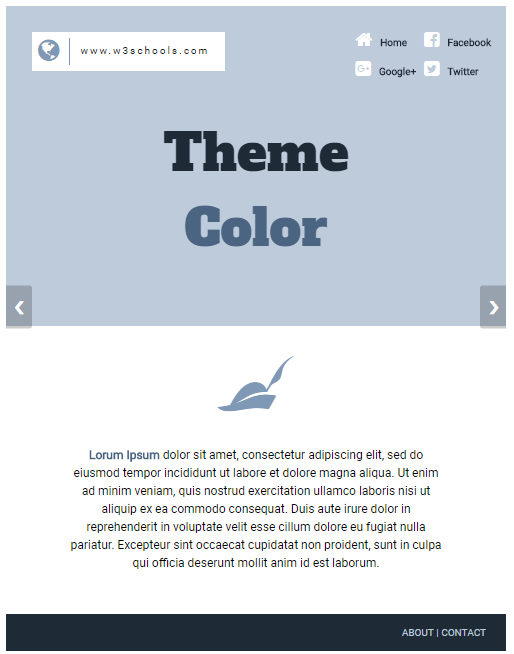 www.w3schools.com
Home
Facebook
G+
Google+
Twitter
Theme
Color
Lorum Ipsum dolor sit amet, consectetur adipiscing elit, sed do
eiusmod tempor incididunt ut labore et dolore magna aliqua. Ut enim
ad minim veniam, quis nostrud exercitation ullamco laboris nisi ut
aliquip ex ea commodo consequat. Duis aute irure dolor in
reprehenderit in voluptate velit esse cillum dolore eu fugiat nulla
pariatur. Excepteur sint occaecat cupidatat non proident, sunt in culpa
qui officia deserunt mollit anim id est laborum.
ABOUT | CONTACT